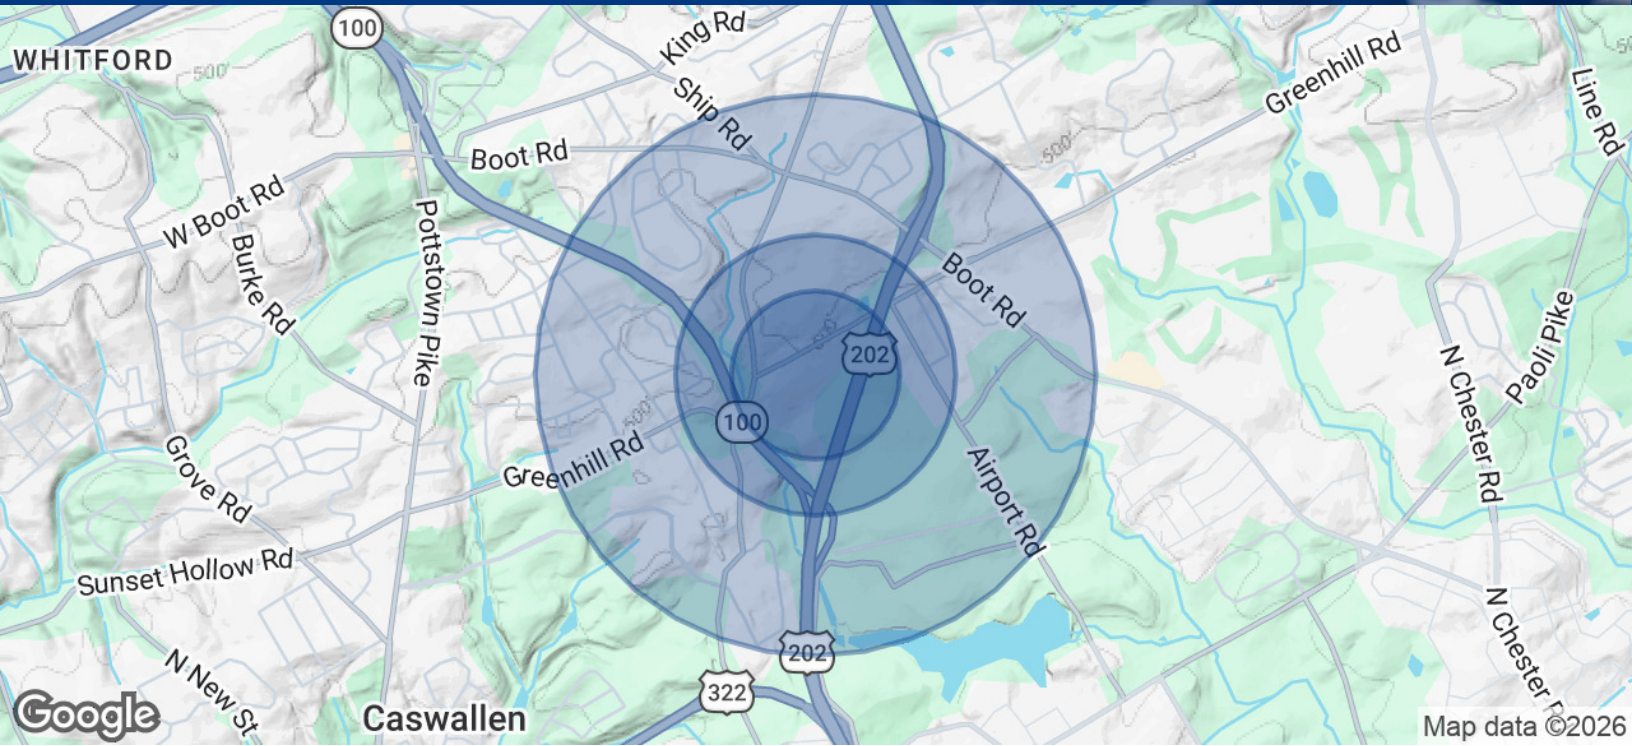 100
King Rd
WHITFORD
500'
Greenhill Rd
Line Rd
Ship Rd
Boot Rd
500'
W Boot Rd
Pottstown Pike
Burke Rd
Boot Rd
Paoli Pike
202
N Chester Rd
100
500'
Greenhill Rd
Grove Rd
Airport Rd
Sunset Hollow Rd
N Chester R
202
N New St
322
Caswallen
Google
Map data ©2026